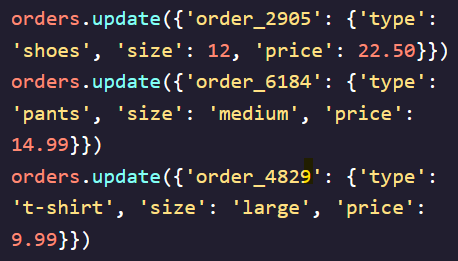 orders.update({'order_2905': {'type':
'shoes', 'size': 12, 'price': 22.50}})
orders.update({'order_6184': {'type':
'pants', 'size': 'medium', 'price':
14.99}})
orders.update({'order_4829': {'type':
't-shirt', 'size': 'large', 'price':
9.99}})